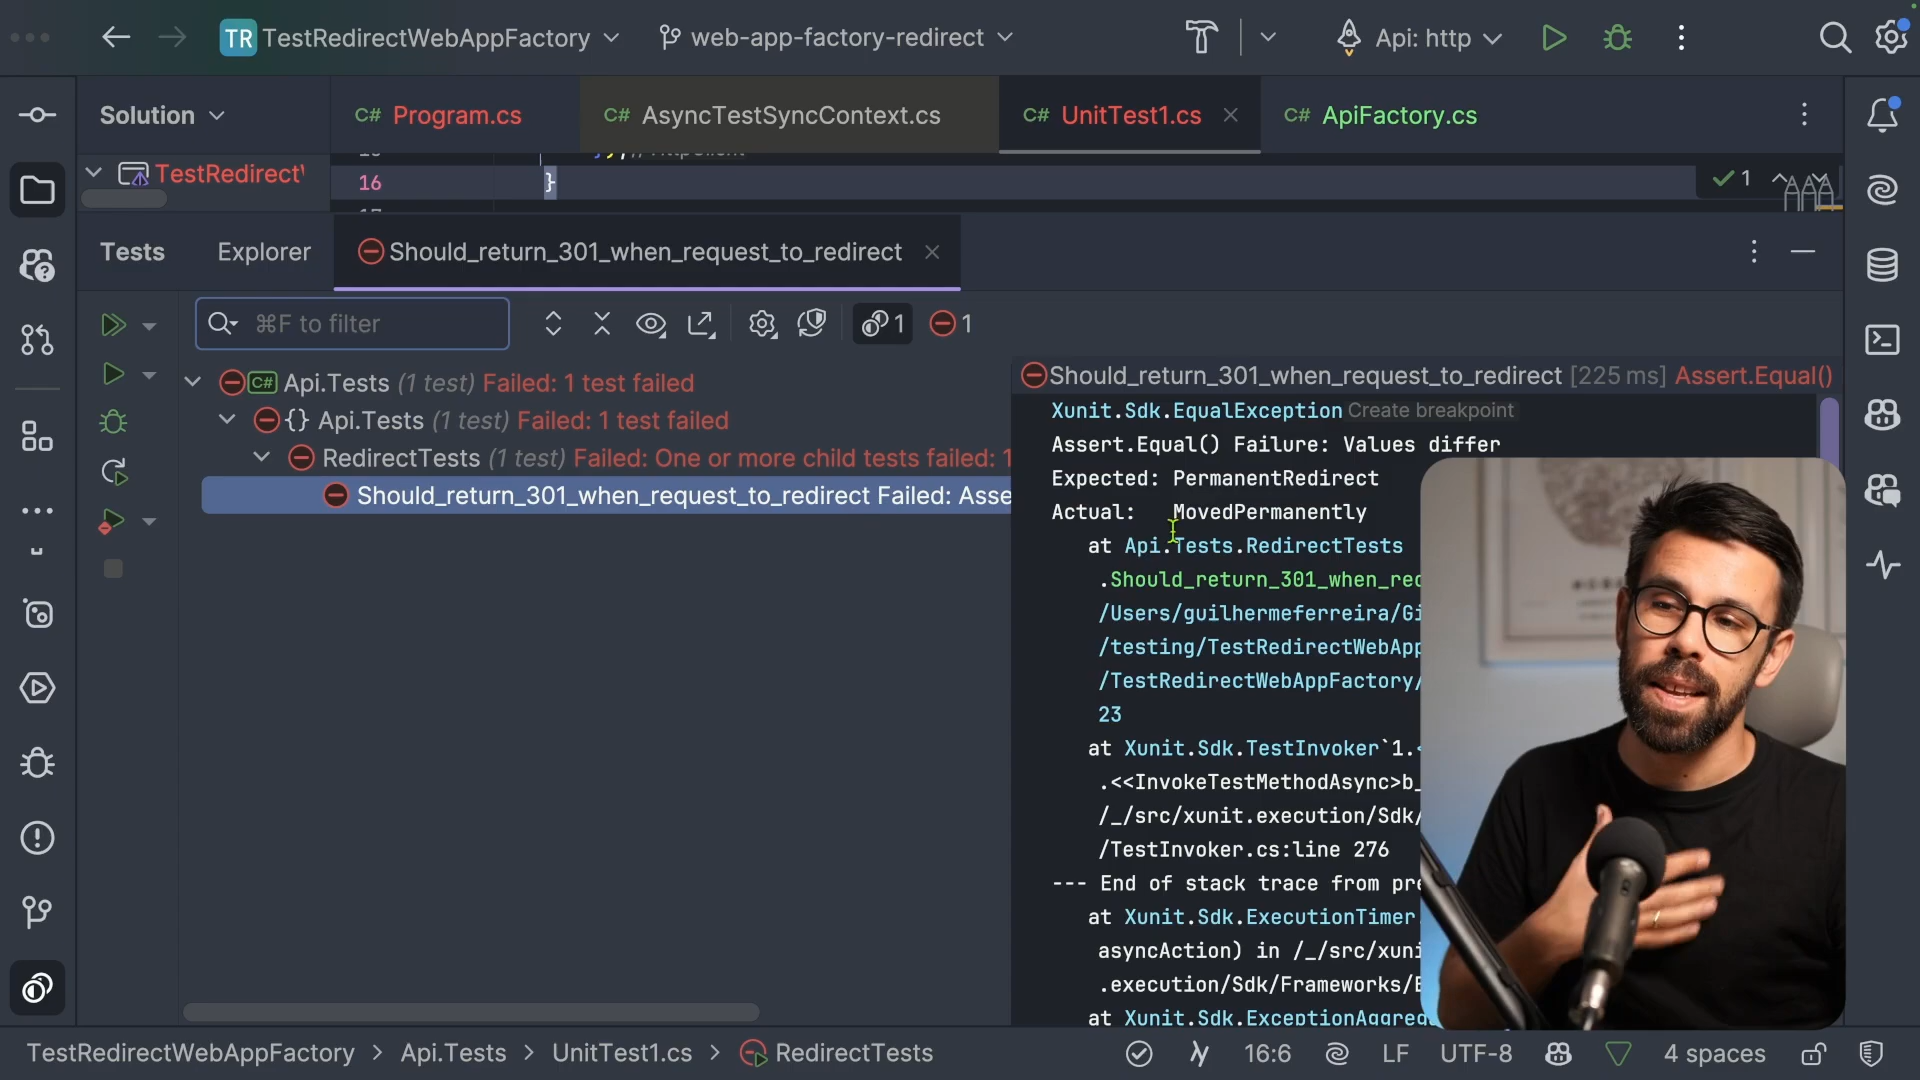 TR TestRedirectWebAppFactory web-app-factory-redirect Api: http
Solution C# Program.cs C# AsyncTestSyncContext.cs C# UnitTest1.cs C# ApiFactory.cs
TestRedirect
16 } 1
Tests Explorer Should_return_301_when_request_to_redirect
⌘F to filter 1 1
C# Api.Tests (1 test) Failed: 1 test failed
{} Api.Tests (1 test) Failed: 1 test failed
RedirectTests (1 test) Failed: One or more child tests failed: 1
Should_return_301_when_request_to_redirect Failed: Asse
Should_return_301_when_request_to_redirect [225 ms] Assert.Equal()
Xunit.Sdk.EqualException Create breakpoint
Assert.Equal() Failure: Values differ
Expected: PermanentRedirect
Actual: MovedPermanently
at Api.Tests.RedirectTests
.Should_return_301_when_red
/Users/guilhermeferreira/Gi
/testing/TestRedirectWebApp
/TestRedirectWebAppFactory/
23
at Xunit.Sdk.TestInvoker`1.<
.<<InvokeTestMethodAsync>b_
/_/src/xunit.execution/Sdk/
/TestInvoker.cs:line 276
--- End of stack trace from pre
at Xunit.Sdk.ExecutionTimer.
asyncAction) in /_/src/xuni
.execution/Sdk/Frameworks/E
at Xunit.Sdk.ExceptionAggreg
TestRedirectWebAppFactory > Api.Tests > UnitTest1.cs > RedirectTests 16:6 LF UTF-8 4 spaces